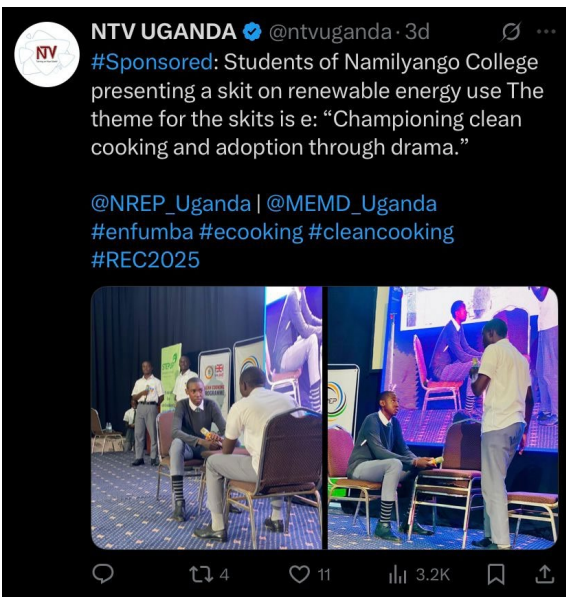 NTV UGANDA @ntvuganda · 3d
NTV
#Sponsored: Students of Namilyango College
presenting a skit on renewable energy use The
theme for the skits is e: “Championing clean
cooking and adoption through drama.”
@NREP_Uganda | @MEMD_Uganda
#enfumba #ecooking #cleancooking
#REC2025
4
11
3.2K